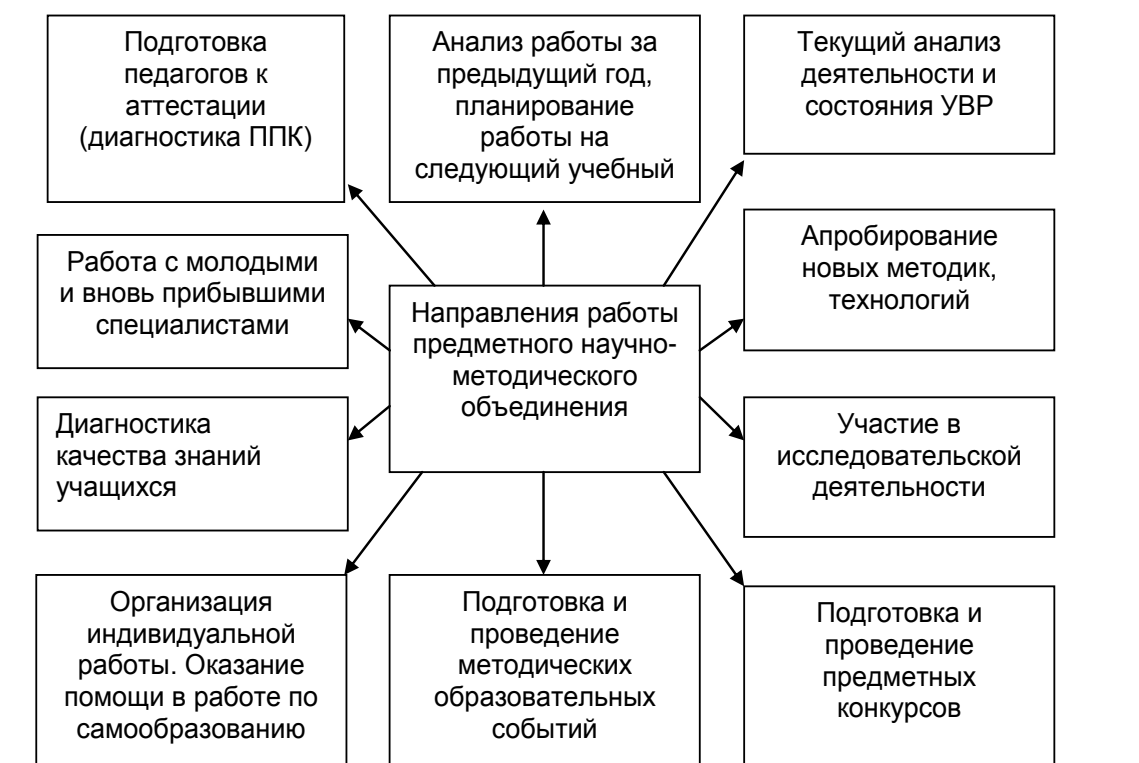 Подготовка
педагогов к
аттестации
(диагностика ППК)
Анализ работы за
предыдущий год,
планирование
работы на
следующий учебный
Текущий анализ
деятельности и
состояния УВР
Работа с молодыми
и вновь прибывшими
специалистами
Направления работы
предметного научно-
методического
объединения
Апробирование
новых методик,
технологий
Диагностика
качества знаний
учащихся
Участие в
исследовательской
деятельности
Организация
индивидуальной
работы. Оказание
помощи в работе по
самообразованию
Подготовка и
проведение
методических
образовательных
событий
Подготовка и
проведение
предметных
конкурсов